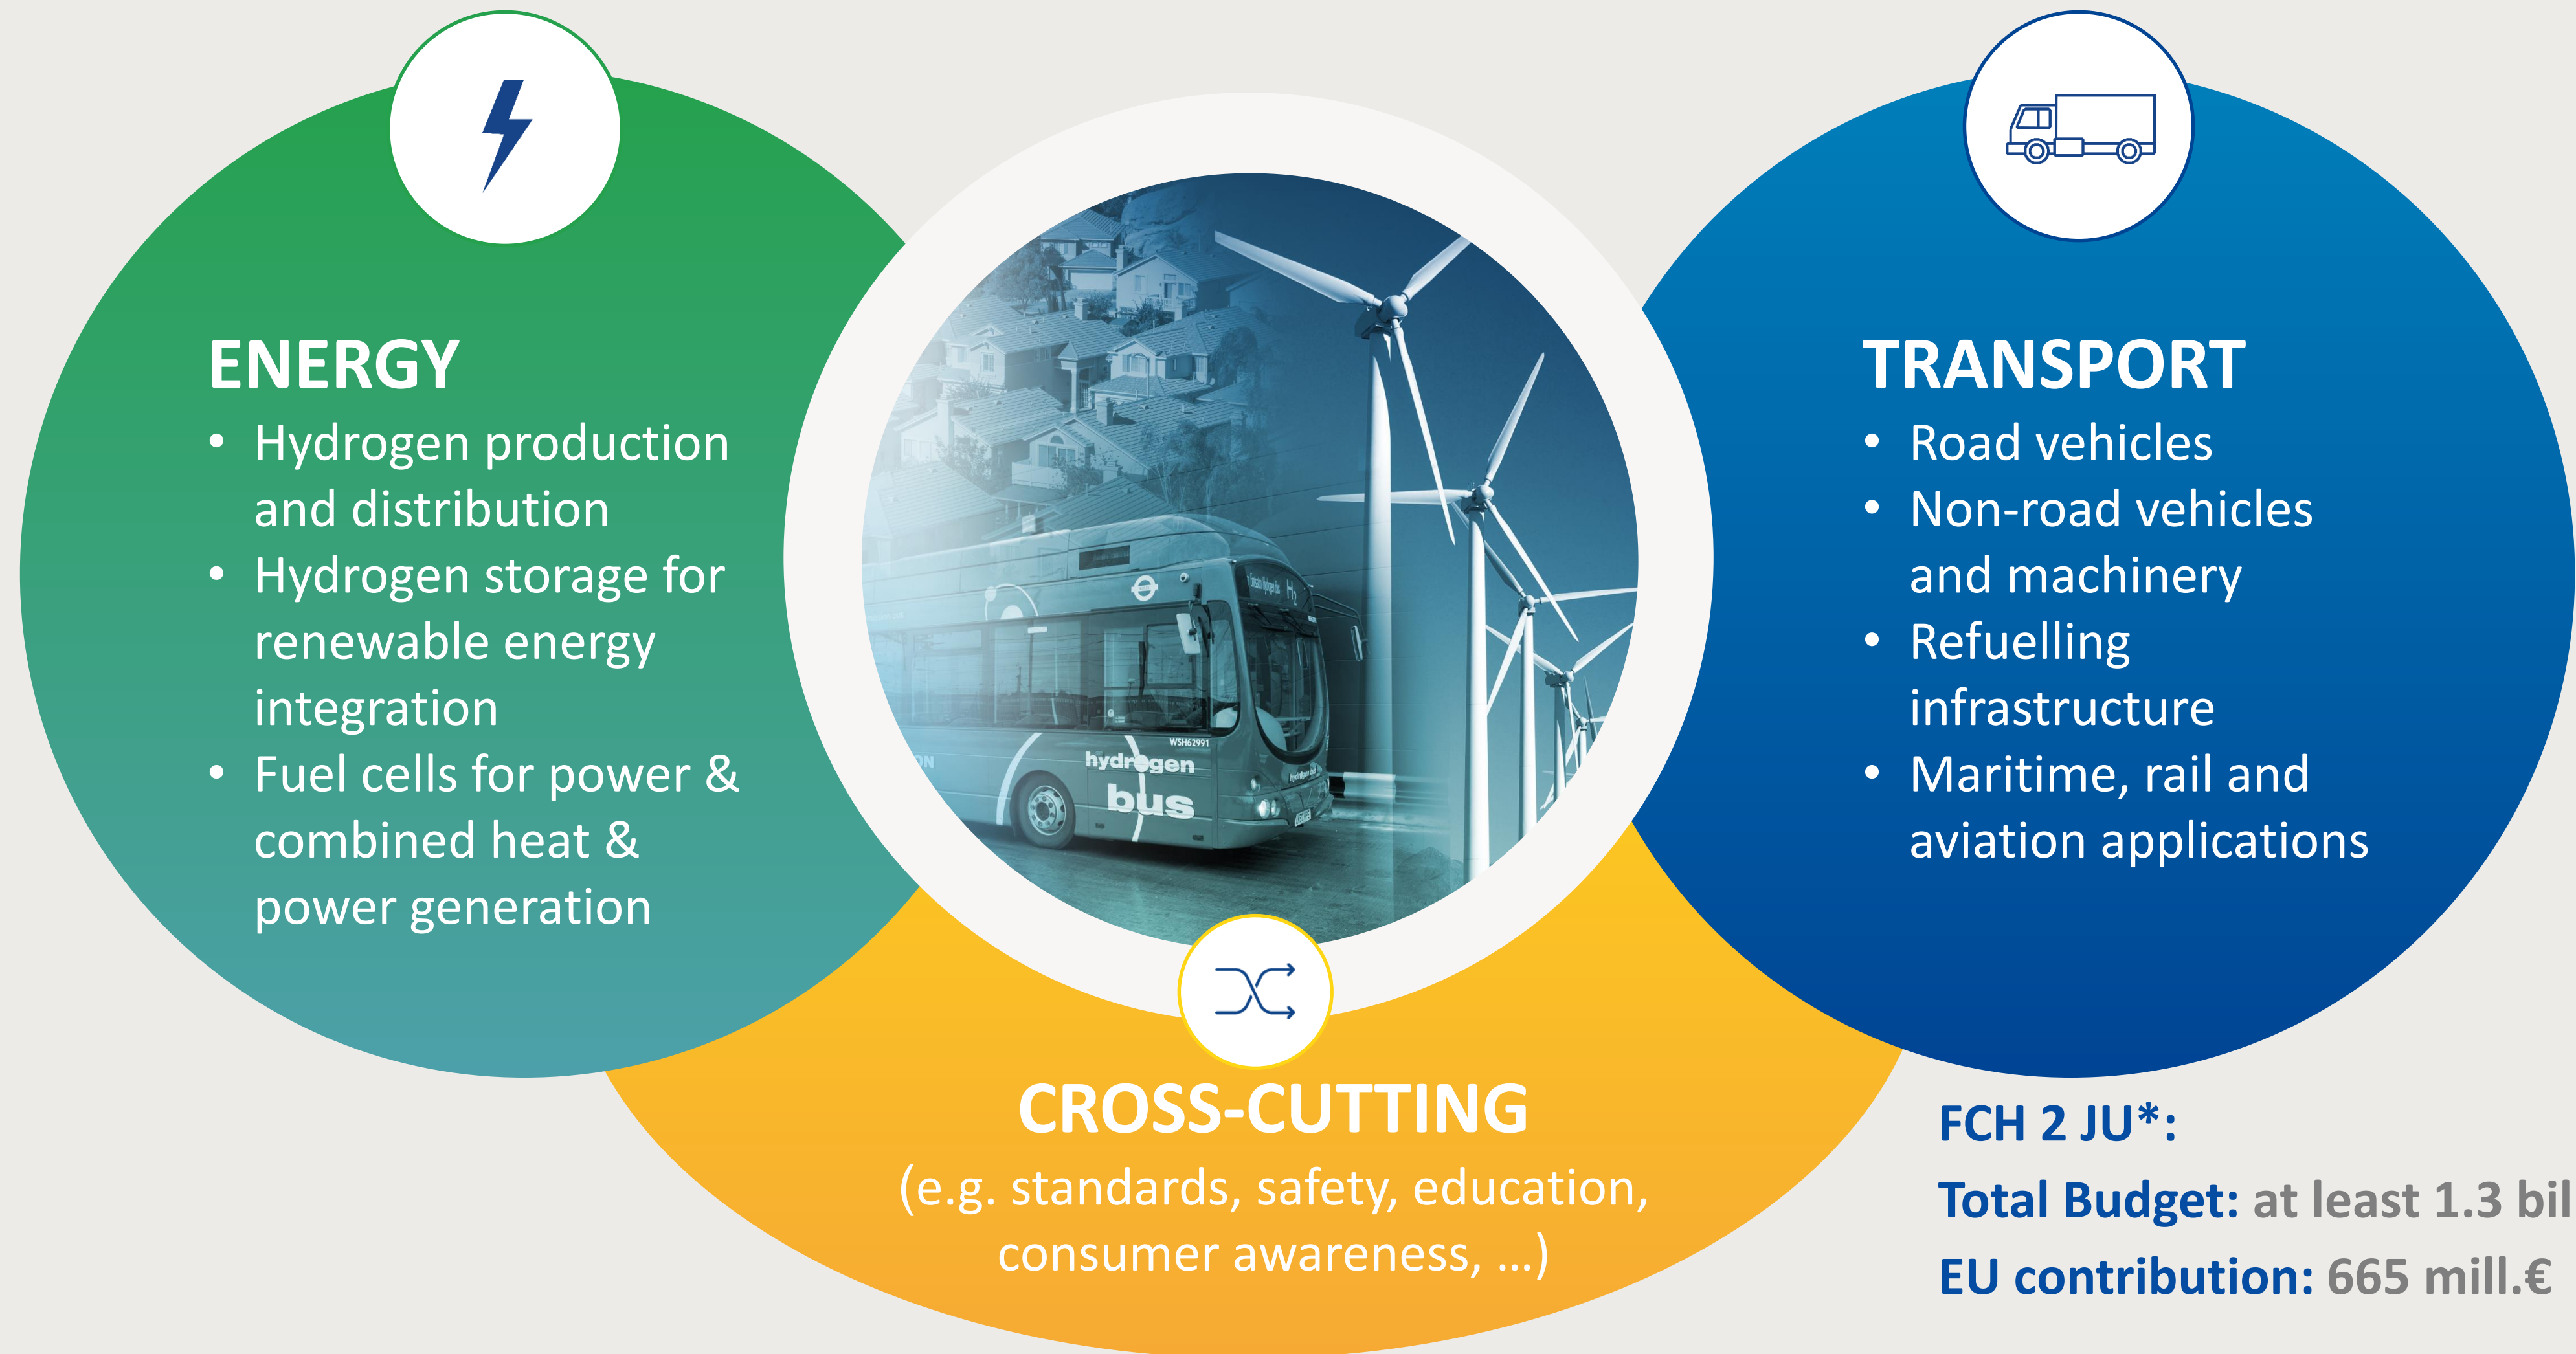 ENERGY
• Hydrogen production
and distribution
• Hydrogen storage for
renewable energy
integration
• Fuel cells for power &
combined heat &
power generation
WSH62991
H2
hydrogen
bus
TRANSPORT
• Road vehicles
• Non-road vehicles
and machinery
• Refuelling
infrastructure
• Maritime, rail and
aviation applications
CROSS-CUTTING
(e.g. standards, safety, education,
consumer awareness, ...)
FCH 2 JU*:
Total Budget: at least 1.3 bil
EU contribution: 665 mill.€